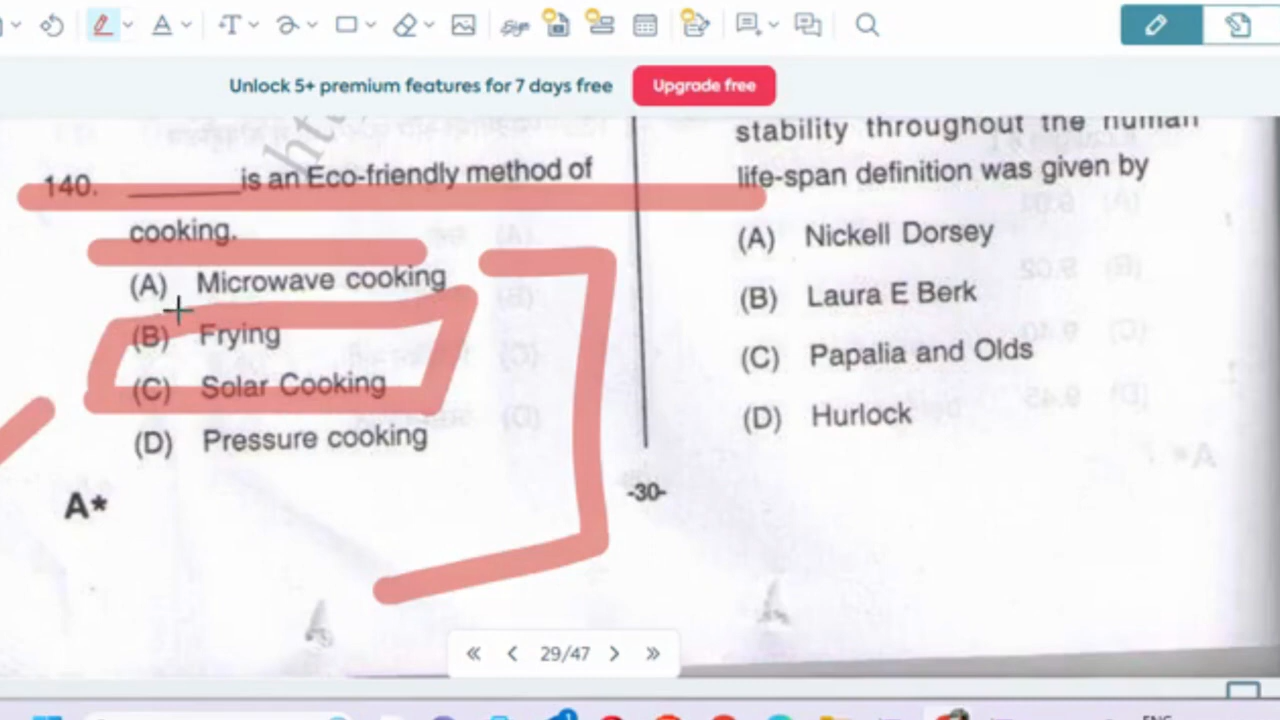 Unlock 5+ premium features for 7 days free
Upgrade free
140. ______is an Eco-friendly method of
cooking.
(A) Microwave cooking
(B) Frying
(C) Solar Cooking
(D) Pressure cooking
A*
stability throughout the human
life-span definition was given by
(A) Nickell Dorsey
(B) Laura E Berk
(C) Papalia and Olds
(D) Hurlock
-30-
29/47
ENG